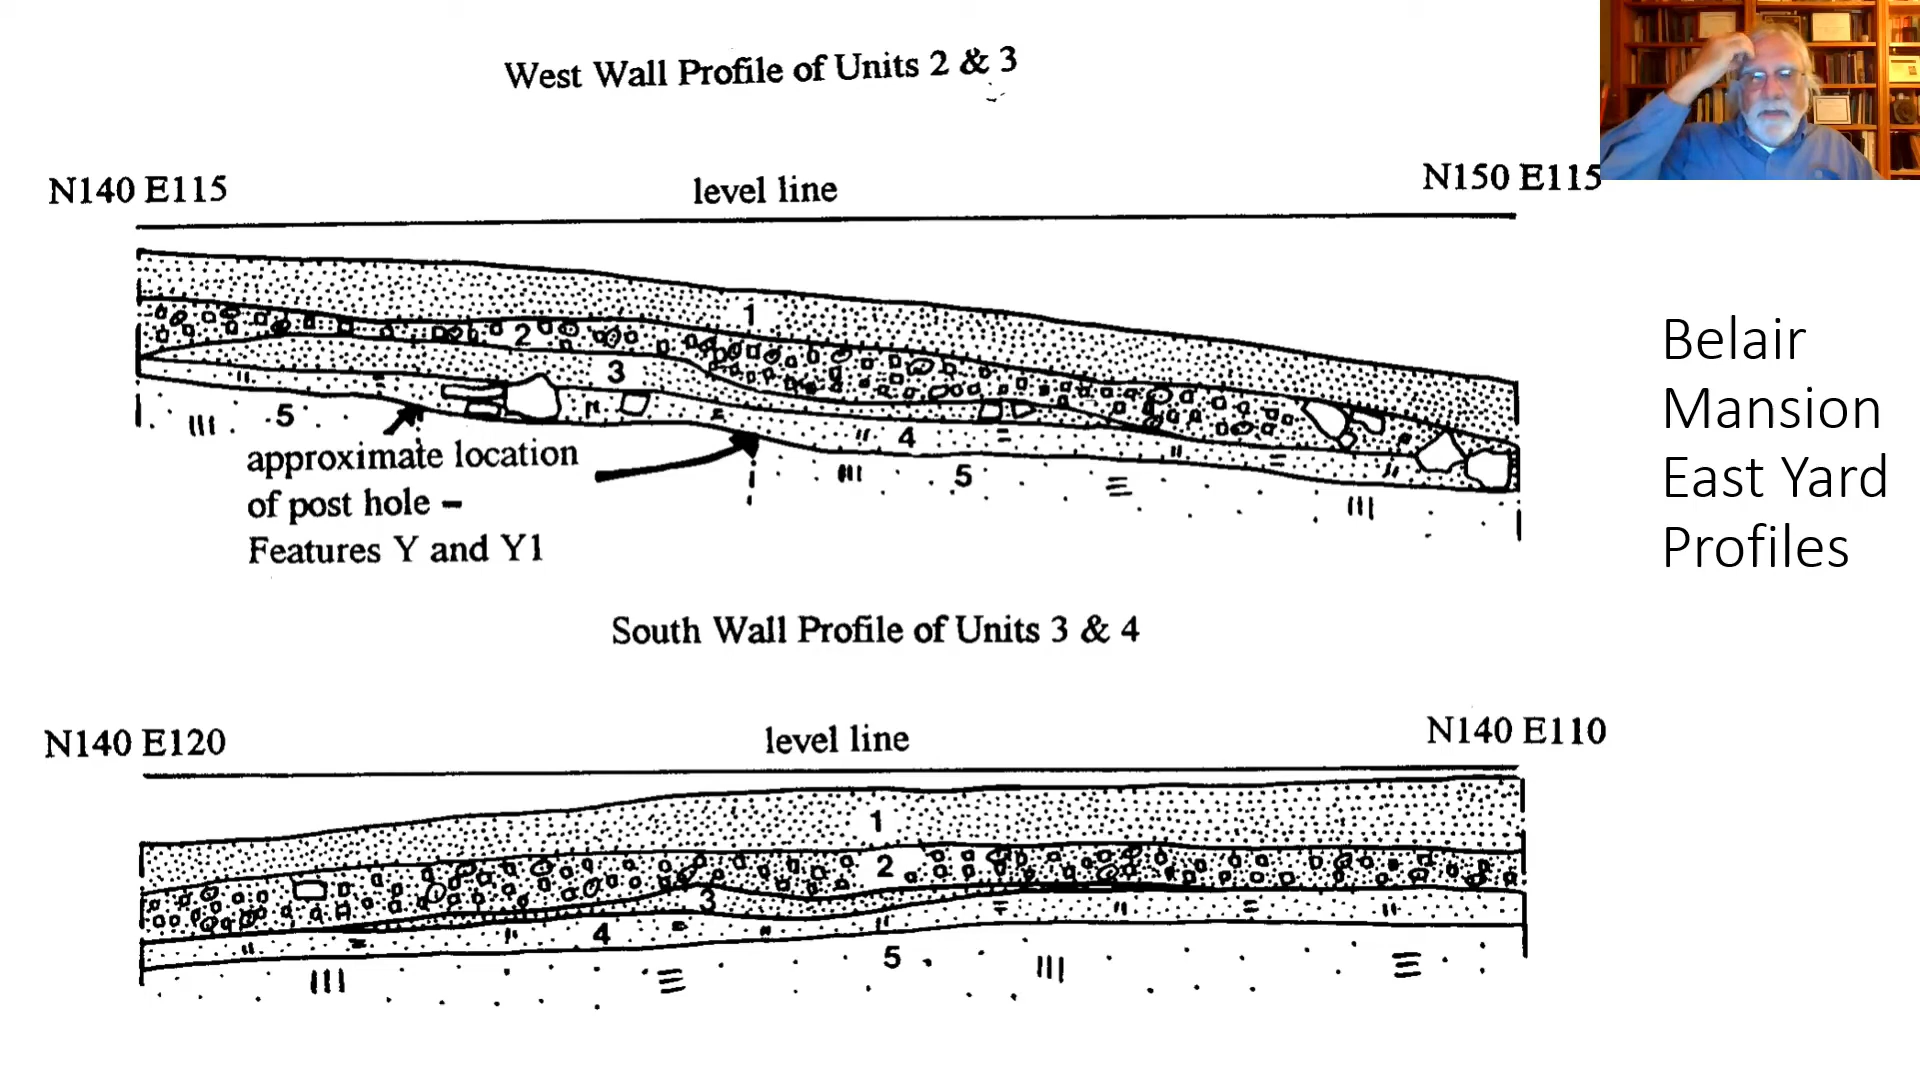 West Wall Profile of Units 2 & 3
N140 E115
level line
N150 E115
1
2
3
4
5
5
approximate location
of post hole –
Features Y and Y1
Belair
Mansion
East Yard
Profiles
South Wall Profile of Units 3 & 4
N140 E120
level line
N140 E110
1
2
3
4
5